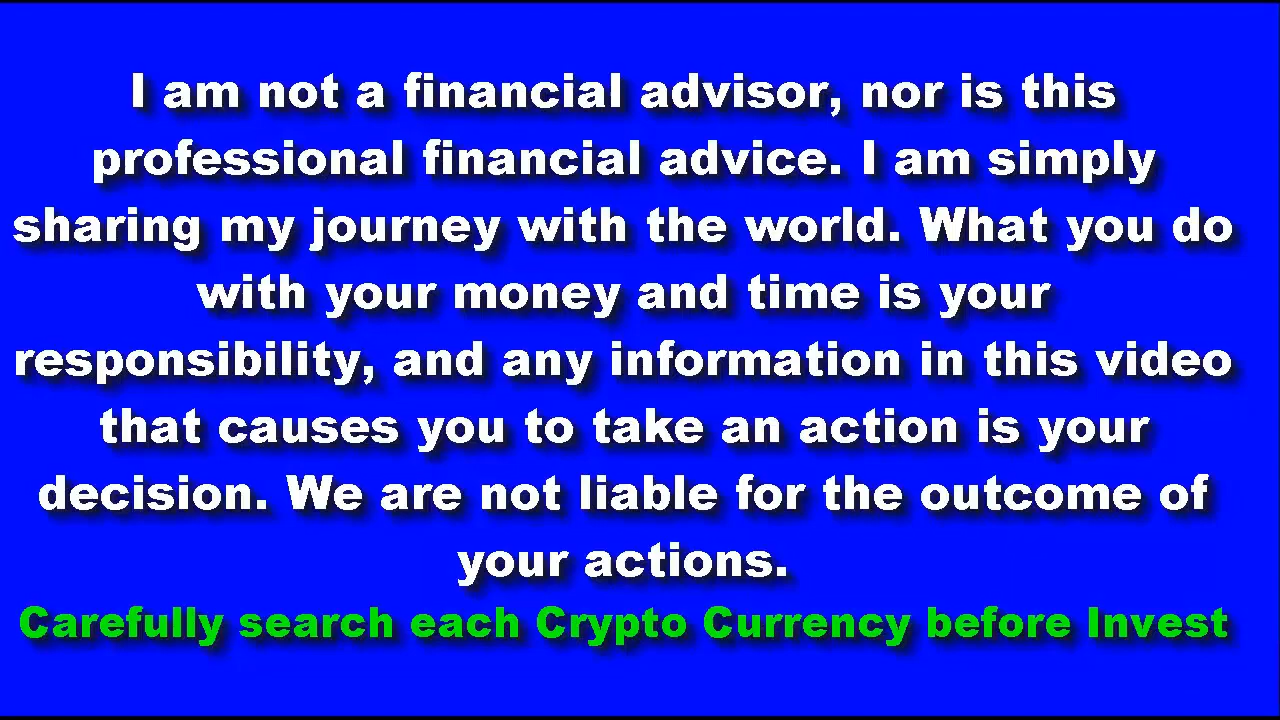 I am not a financial advisor, nor is this
professional financial advice. I am simply
sharing my journey with the world. What you do
with your money and time is your
responsibility, and any information in this video
that causes you to take an action is your
decision. We are not liable for the outcome of
your actions.
Carefully search each Crypto Currency before Invest